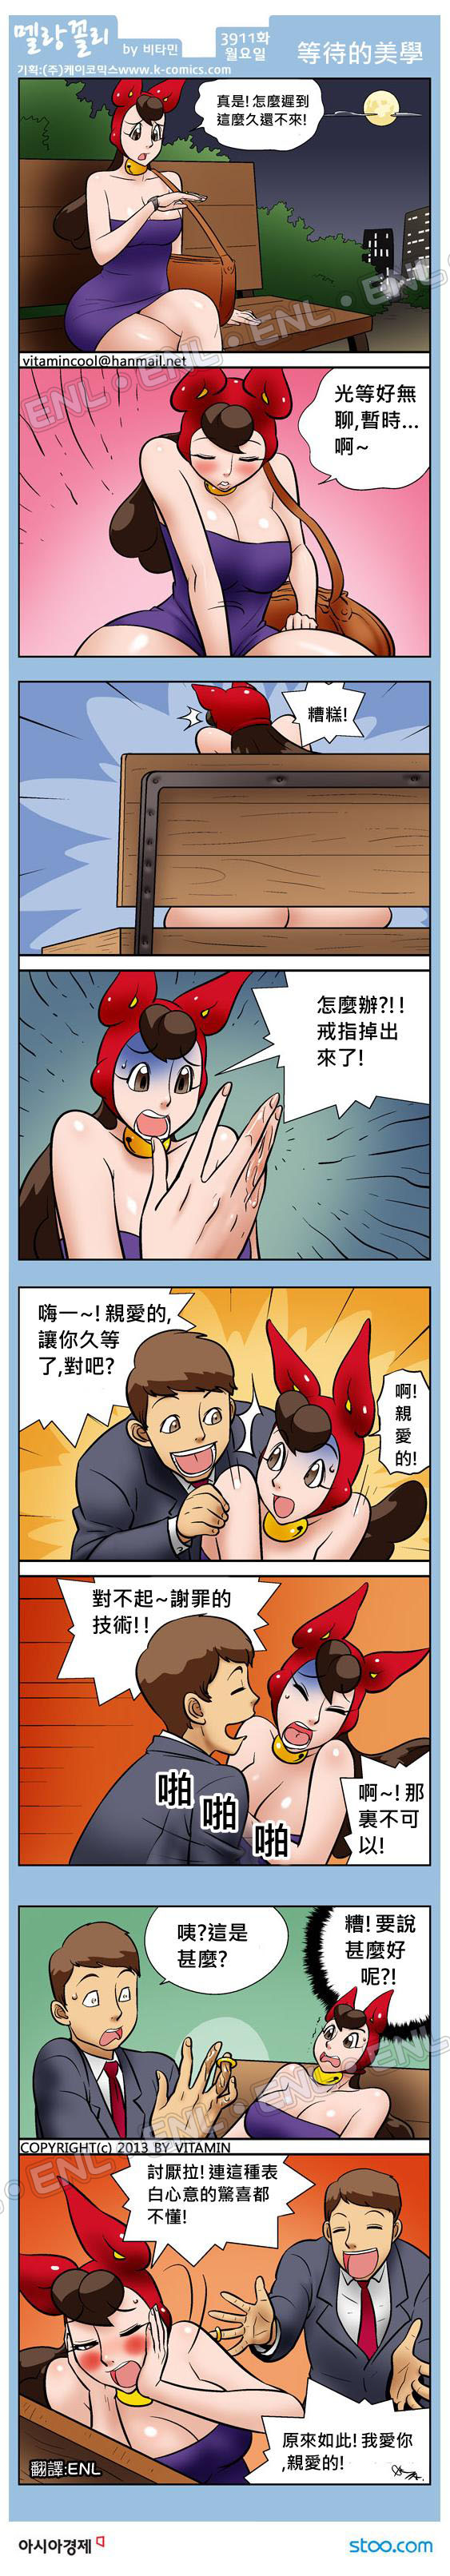 멜랑꼴리
by 비타민
3911화
월요일
等待的美學
기획:(주)케이코믹스www.k-comics.com
真是!怎麼遲到
這麼久還不來!
vitamincool@hanmail.net
ENL • ENL • ENL • ENL
光等好無
聊,暫時...
啊~
糟糕!
怎麼辦?!!
戒指掉出
來了!
嗨一~!親愛的,
讓你久等
了,對吧?
啊!
親
愛
的!
對不起~謝罪的
技術!!
啪
啪
啪
啊~!那
裏不可
以!
咦?這是
甚麼?
糟!要說
甚麼好
呢?!
COPYRIGHT(c) 2013 BY VITAMIN
討厭拉!連這種表
白心意的驚喜都
不懂!
原來如此!我愛你
,親愛的!
翻譯:ENL
아시아경제
stoo.com